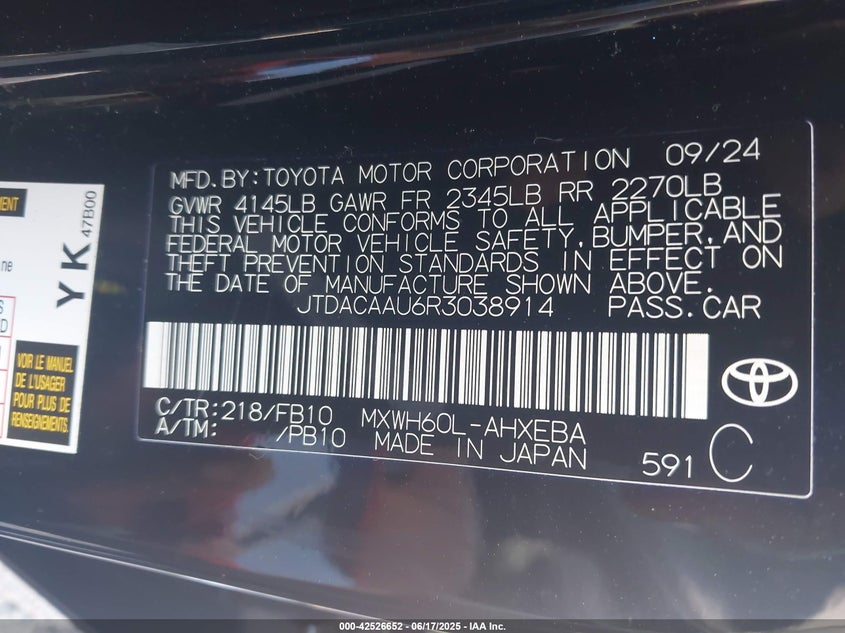 MFD.BY:TOYOTA MOTOR CORPORATION 09/24
GVWR 4145LB GAWR FR 2345LB RR 2270LB
THIS VEHICLE CONFORMS TO ALL APPLICABLE
FEDERAL MOTOR VEHICLE SAFETY,BUMPER,AND
THEFT PREVENTION STANDARDS IN EFFECT ON
THE DATE OF MANUFACTURE SHOWN ABOVE.
JTDACAAU6R3038914 PASS.CAR
C/TR:218/FB10 MXWH60L-AHXEBA
A/TM: /PB10 MADE IN JAPAN 591 C
YK 47B00
VOIR LE MANUEL
DE L'USAGER
POUR PLUS DE
RENSEIGNEMENTS.
000-42526652 - 06/17/2025 - IAA Inc.